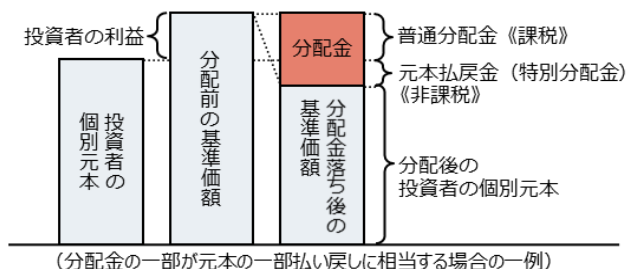 投資者の利益
投資者の
個別元本
分配前の基準価額
分配金
分配金落ち後の
基準価額
普通分配金《課税》
元本払戻金（特別分配金）
《非課税》
分配後の
投資者の個別元本
（分配金の一部が元本の一部払い戻しに相当する場合の一例）